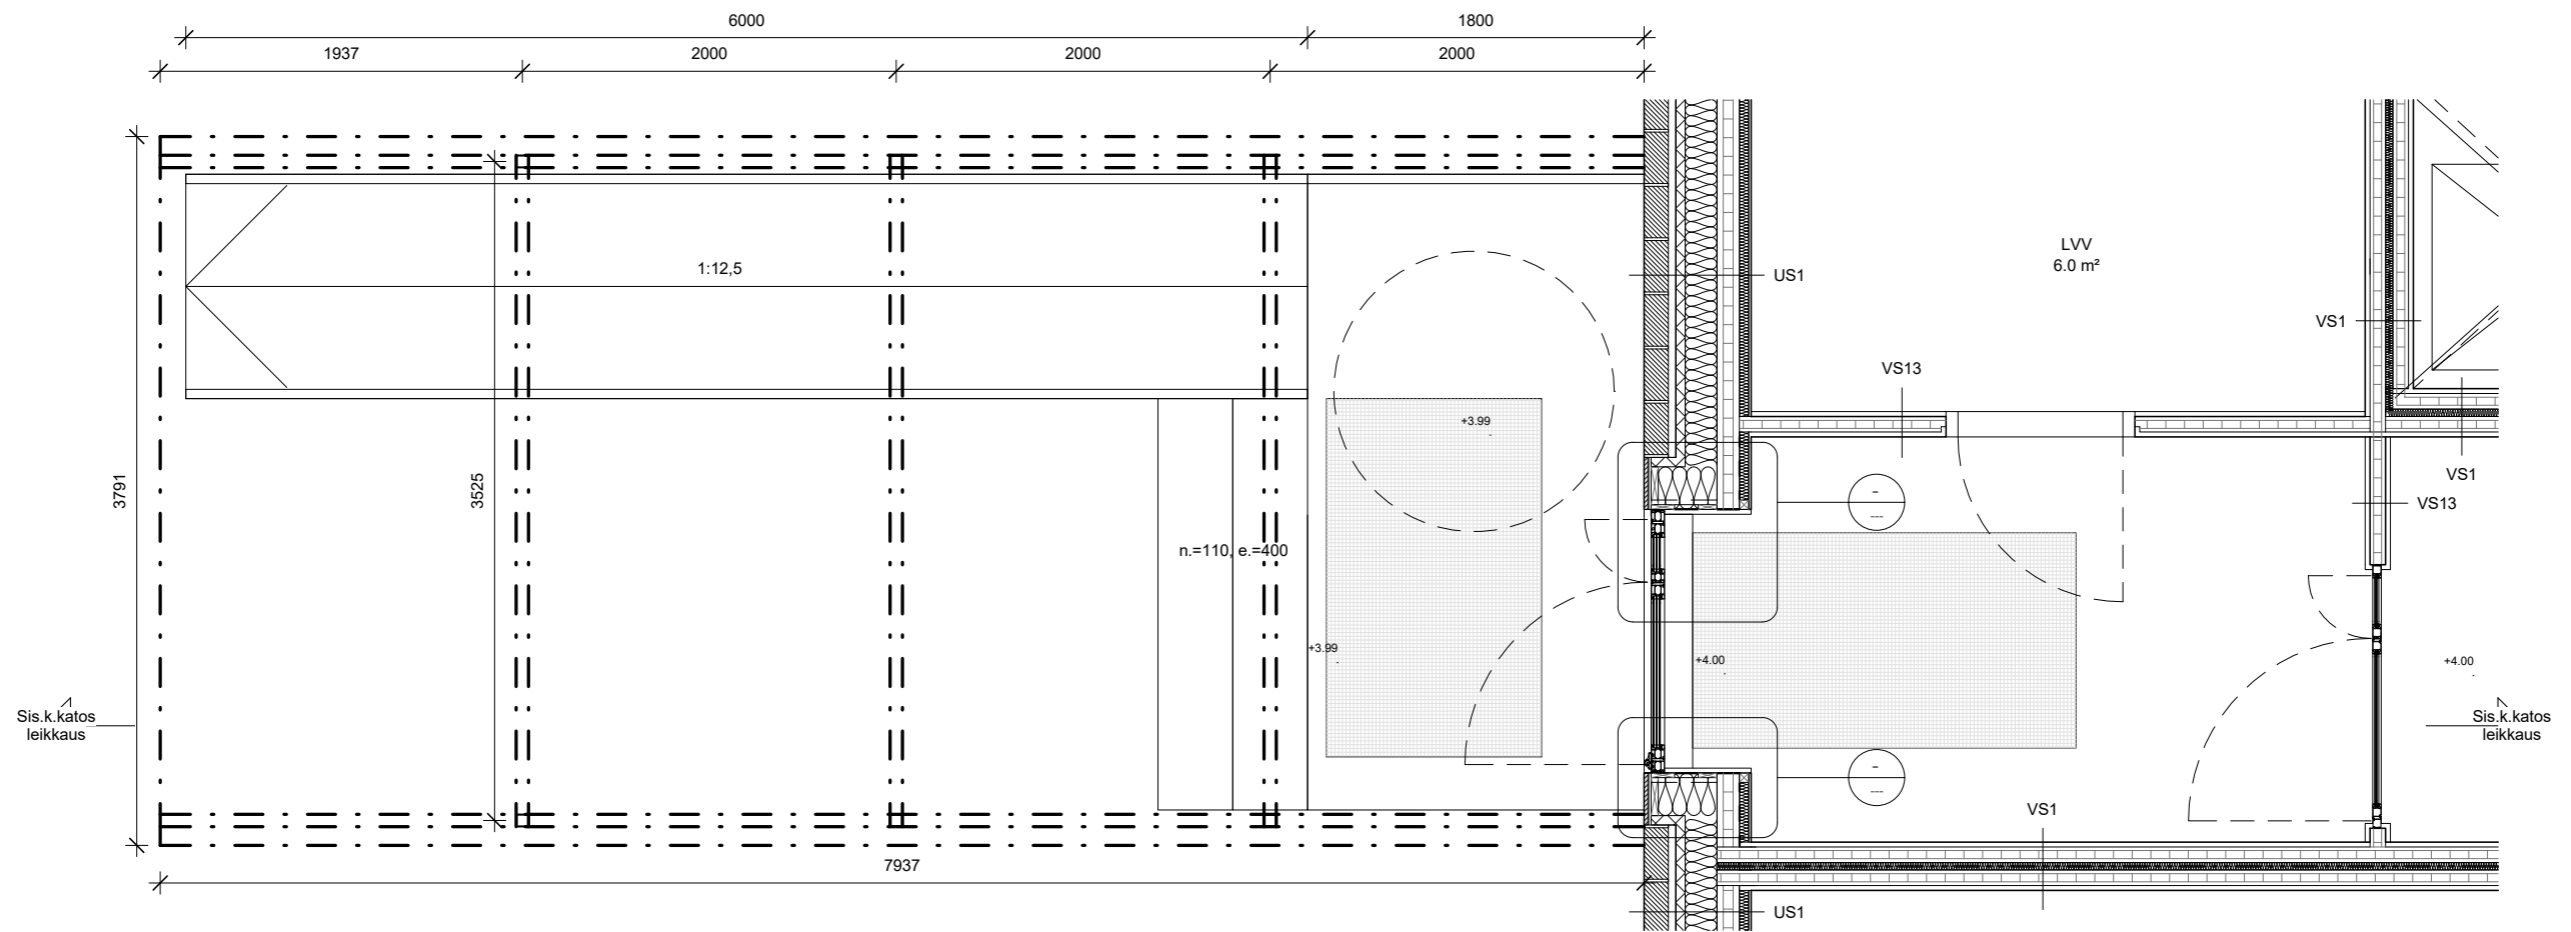 6000
1800
1937
2000
2000
2000
LVV
6.0 m²
1:12,5
US1
VS1
VS13
+3.99
VS1
VS13
3791
3525
n.=110, e.=400
+3.99
+4.00
+4.00
Sis.k.katos
leikkaus
Sis.k.katos
leikkaus
VS1
7937
US1